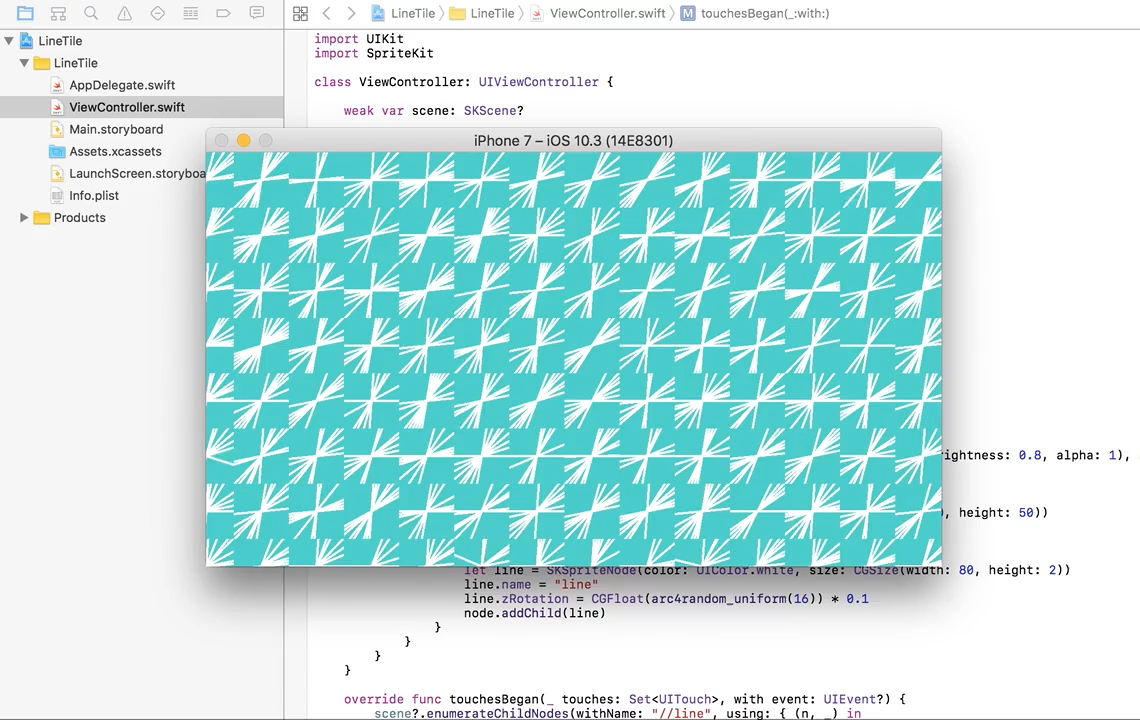 LineTile
LineTile
ViewController.swift
touchesBegan(_:with:)
LineTile
LineTile
AppDelegate.swift
ViewController.swift
Main.storyboard
Assets.xcassets
LaunchScreen.storyboa
Info.plist
Products
import UIKit
import SpriteKit
class ViewController: UIViewController {
weak var scene: SKScene?
iPhone 7 – iOS 10.3 (14E8301)
ightness: 0.8, alpha: 1),
, height: 50))
let line = SKSpriteNode(color: UIColor.white, size: CGSize(width: 80, height: 2))
line.name = "line"
line.zRotation = CGFloat(arc4random_uniform(16)) * 0.1
node.addChild(line)
}
}
}
}
override func touchesBegan(_ touches: Set<UITouch>, with event: UIEvent?) {
scene?.enumerateChildNodes(withName: "//line", using: { (n, _) in